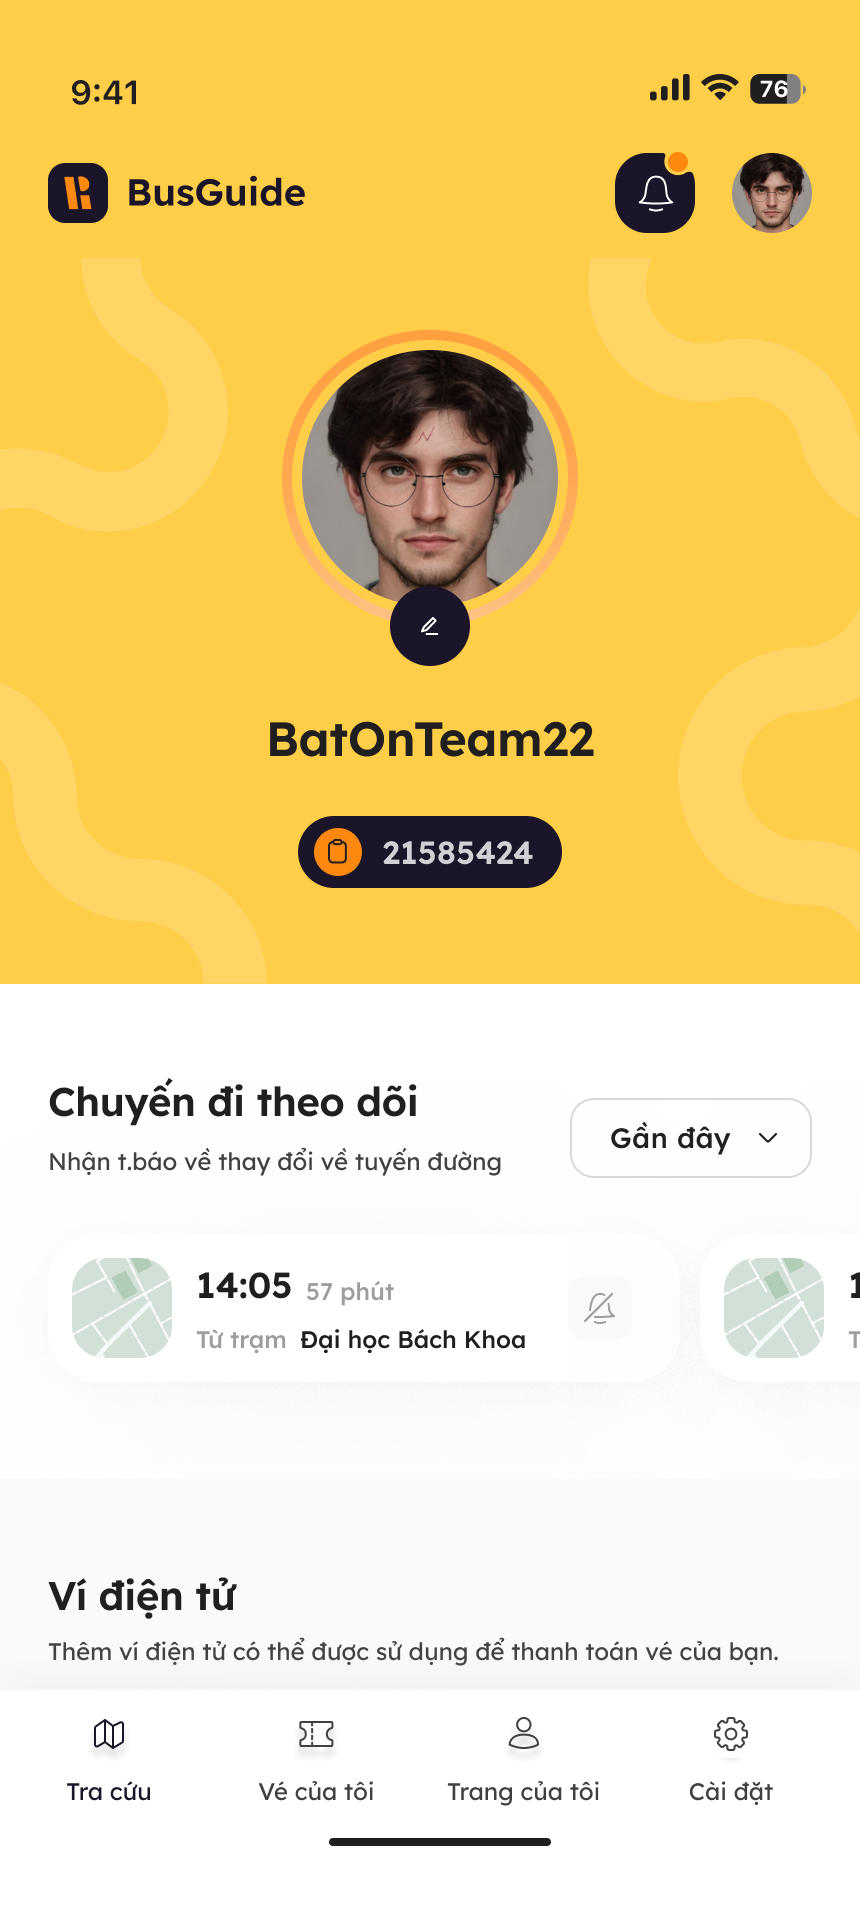 9:41
76
BusGuide
BatOnTeam22
21585424
Chuyến đi theo dõi
Nhận t.báo về thay đổi về tuyến đường
Gần đây
14:05 57 phút
Từ trạm Đại học Bách Khoa
Ví điện tử
Thêm ví điện tử có thể được sử dụng để thanh toán vé của bạn.
Tra cứu
Vé của tôi
Trang của tôi
Cài đặt